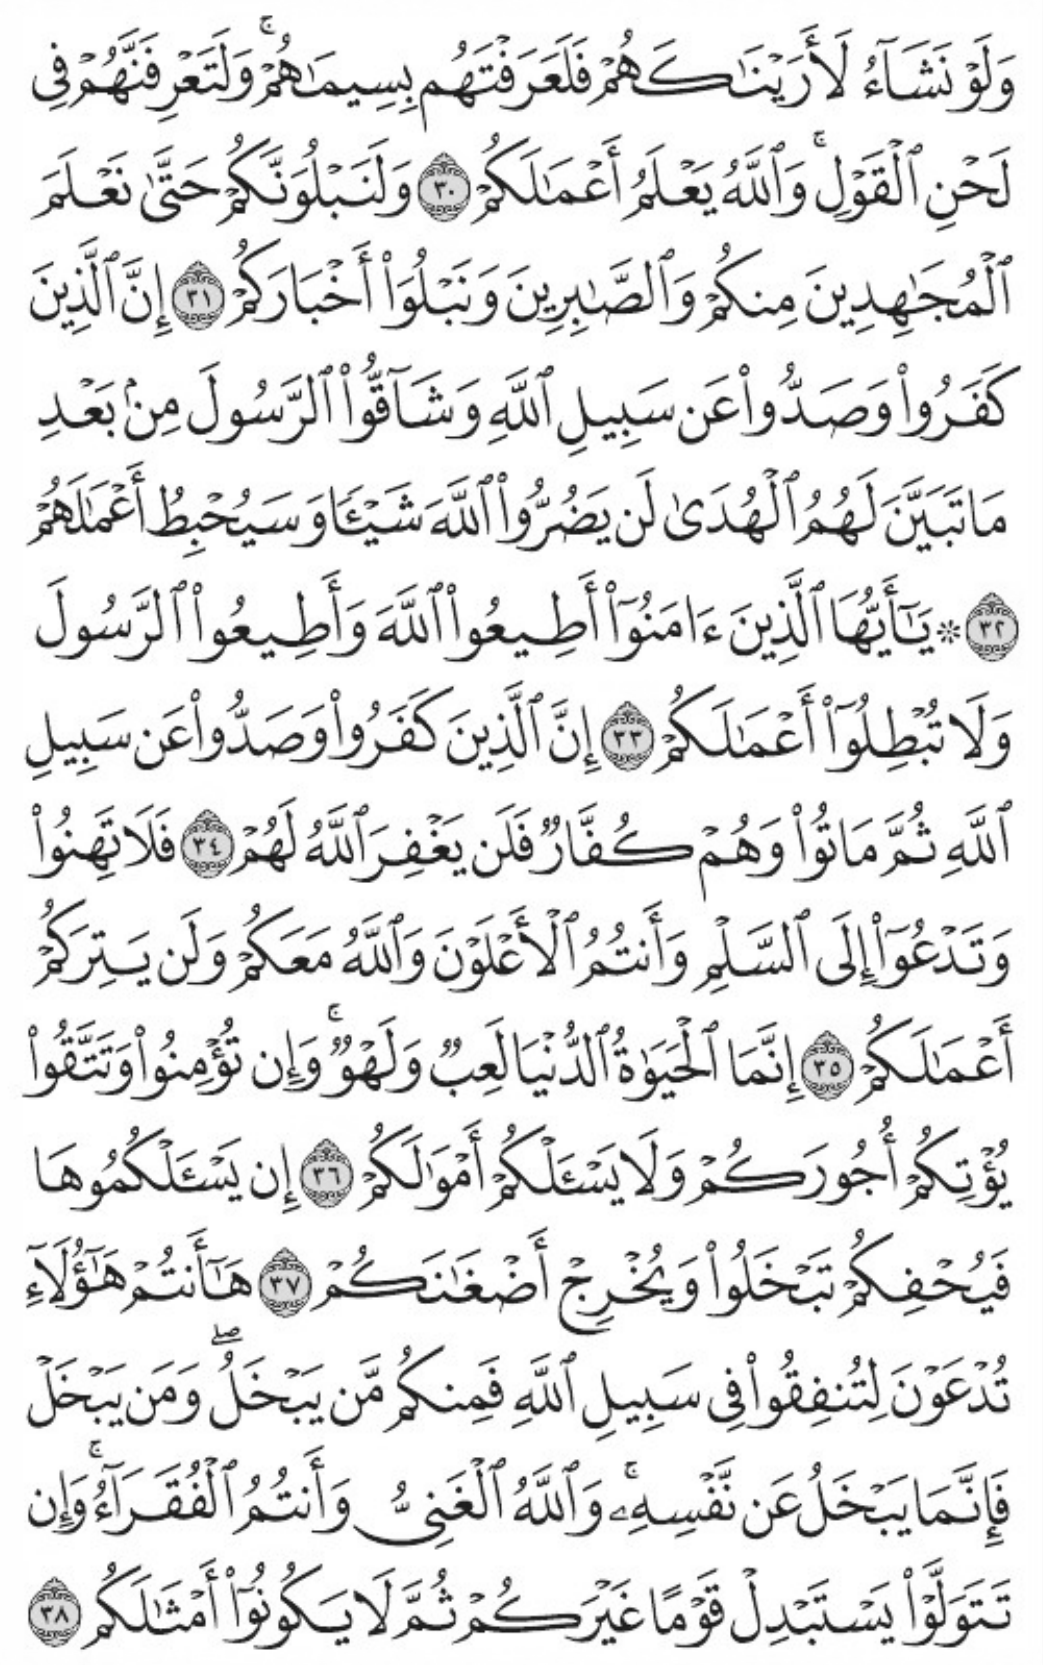 وَلَوْ نَشَآءُ لَأَرَيْنَٰكَهُمْ فَلَعَرَفْتَهُم بِسِيمَٰهُمْ ۚ وَلَتَعْرِفَنَّهُمْ فِى
لَحْنِ ٱلْقَوْلِ ۚ وَٱللَّهُ يَعْلَمُ أَعْمَٰلَكُمْ ٣٠ وَلَنَبْلُوَنَّكُمْ حَتَّىٰ نَعْلَمَ
ٱلْمُجَٰهِدِينَ مِنكُمْ وَٱلصَّٰبِرِينَ وَنَبْلُوَا۟ أَخْبَارَكُمْ ٣١ إِنَّ ٱلَّذِينَ
كَفَرُوا۟ وَصَدُّوا۟ عَن سَبِيلِ ٱللَّهِ وَشَآقُّوا۟ ٱلرَّسُولَ مِنۢ بَعْدِ
مَا تَبَيَّنَ لَهُمُ ٱلْهُدَىٰ لَن يَضُرُّوا۟ ٱللَّهَ شَيْـًٔا وَسَيُحْبِطُ أَعْمَٰلَهُمْ
٣٢ ۞ يَٰٓأَيُّهَا ٱلَّذِينَ ءَامَنُوٓا۟ أَطِيعُوا۟ ٱللَّهَ وَأَطِيعُوا۟ ٱلرَّسُولَ
وَلَا تُبْطِلُوٓا۟ أَعْمَٰلَكُمْ ٣٣ إِنَّ ٱلَّذِينَ كَفَرُوا۟ وَصَدُّوا۟ عَن سَبِيلِ
ٱللَّهِ ثُمَّ مَاتُوا۟ وَهُمْ كُفَّارٌ فَلَن يَغْفِرَ ٱللَّهُ لَهُمْ ٣٤ فَلَا تَهِنُوا۟
وَتَدْعُوٓا۟ إِلَى ٱلسَّلْمِ وَأَنتُمُ ٱلْأَعْلَوْنَ وَٱللَّهُ مَعَكُمْ وَلَن يَتِرَكُمْ
أَعْمَٰلَكُمْ ٣٥ إِنَّمَا ٱلْحَيَوٰةُ ٱلدُّنْيَا لَعِبٌ وَلَهْوٌ ۚ وَإِن تُؤْمِنُوا۟ وَتَتَّقُوا۟
يُؤْتِكُمْ أُجُورَكُمْ وَلَا يَسْـَٔلْكُمْ أَمْوَٰلَكُمْ ٣٦ إِن يَسْـَٔلْكُمُوهَا
فَيُحْفِكُمْ تَبْخَلُوا۟ وَيُخْرِجْ أَضْغَٰنَكُمْ ٣٧ هَٰٓأَنتُمْ هَٰٓؤُلَآءِ
تُدْعَوْنَ لِتُنفِقُوا۟ فِى سَبِيلِ ٱللَّهِ فَمِنكُم مَّن يَبْخَلُ ۖ وَمَن يَبْخَلْ
فَإِنَّمَا يَبْخَلُ عَن نَّفْسِهِۦ ۚ وَٱللَّهُ ٱلْغَنِىُّ وَأَنتُمُ ٱلْفُقَرَآءُ ۚ وَإِن
تَتَوَلَّوْا۟ يَسْتَبْدِلْ قَوْمًا غَيْرَكُمْ ثُمَّ لَا يَكُونُوٓا۟ أَمْثَٰلَكُم ٣٨